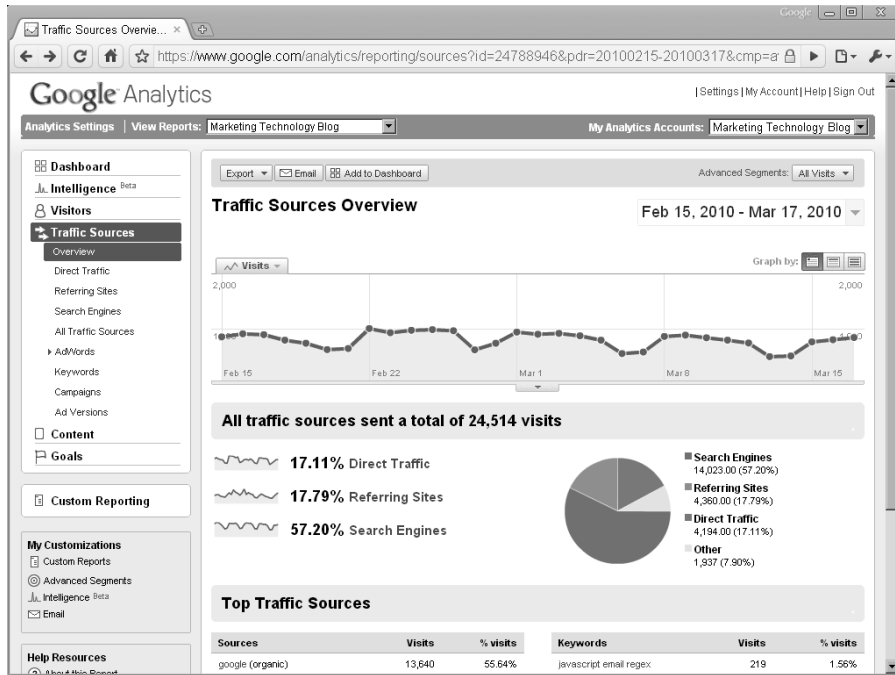 Google
Traffic Sources Overvie...
https://www.google.com/analytics/reporting/sources?id=24788946&pdr=20100215-20100317&cmp=a
Google Analytics
| Settings | My Account | Help | Sign Out
Analytics Settings | View Reports: Marketing Technology Blog My Analytics Accounts: Marketing Technology Blog
Dashboard
Intelligence Beta
Visitors
Traffic Sources
Overview
Direct Traffic
Referring Sites
Search Engines
All Traffic Sources
AdWords
Keywords
Campaigns
Ad Versions
Content
Goals
Custom Reporting
My Customizations
Custom Reports
Advanced Segments
Intelligence Beta
Email
Help Resources
About this Report
Export Email Add to Dashboard Advanced Segments: All Visits
Traffic Sources Overview
Feb 15, 2010 - Mar 17, 2010
Visits Graph by:
2,000 2,000
1,000 1,000
Feb 15 Feb 22 Mar 1 Mar 8 Mar 15
All traffic sources sent a total of 24,514 visits
17.11% Direct Traffic
17.79% Referring Sites
57.20% Search Engines
Search Engines
14,023.00 (57.20%)
Referring Sites
4,360.00 (17.79%)
Direct Traffic
4,194.00 (17.11%)
Other
1,937 (7.90%)
Top Traffic Sources
Sources Visits % visits
google (organic) 13,640 55.64%
Keywords Visits % visits
javascript email regex 219 1.56%